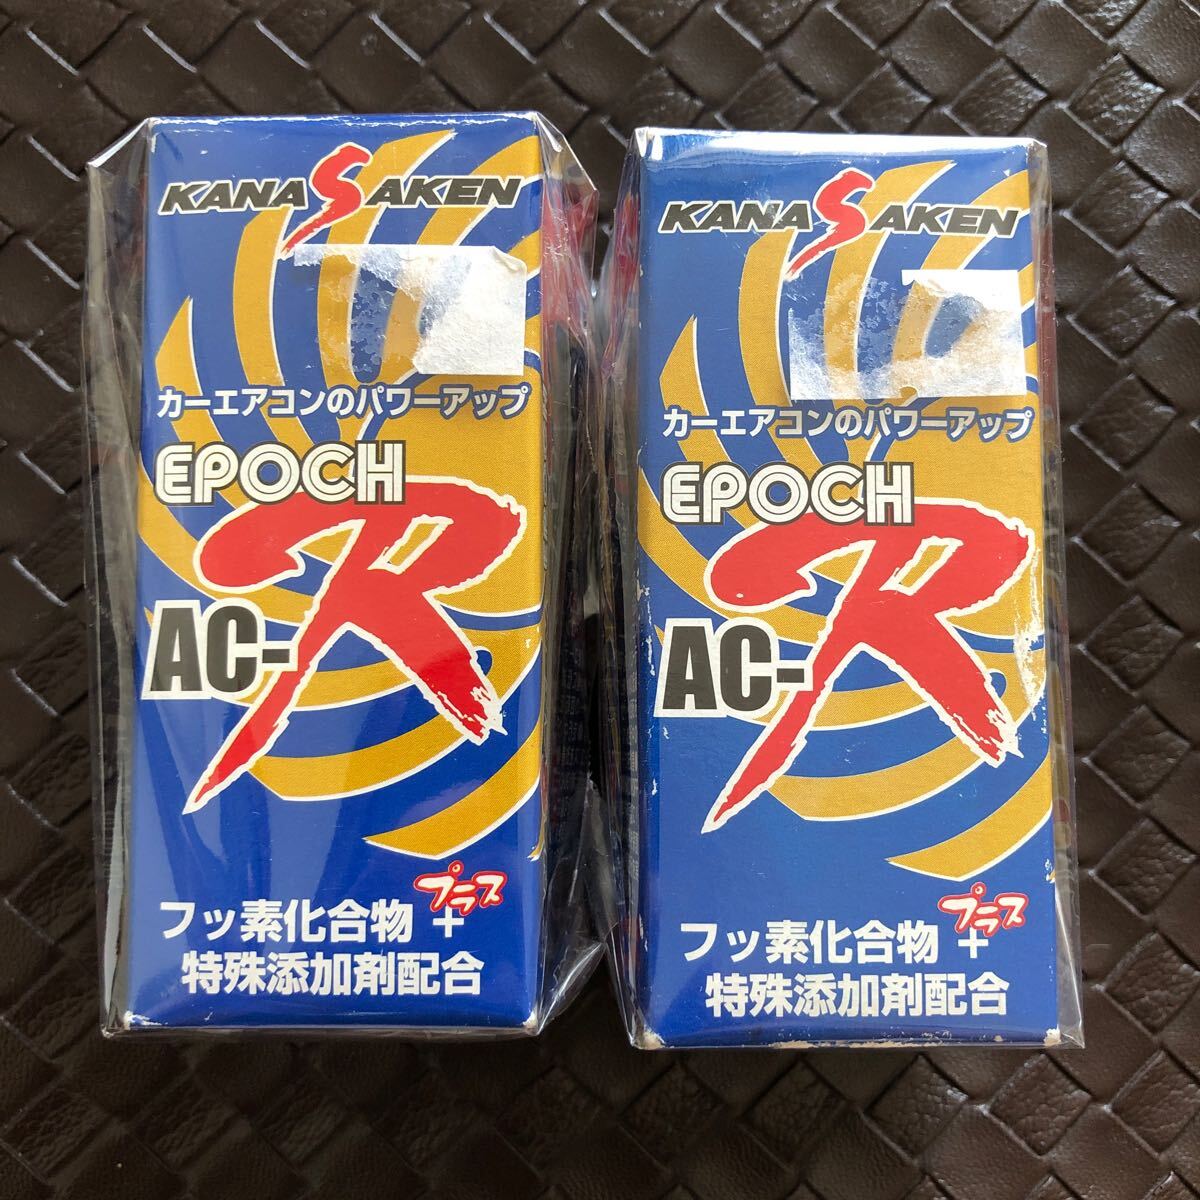 KANASAKEN
カーエアコンのパワーアップ
EPOCH
AC-R
プラス
フッ素化合物 +
特殊添加剤配合
KANASAKEN
カーエアコンのパワーアップ
EPOCH
AC-R
プラス
フッ素化合物 +
特殊添加剤配合